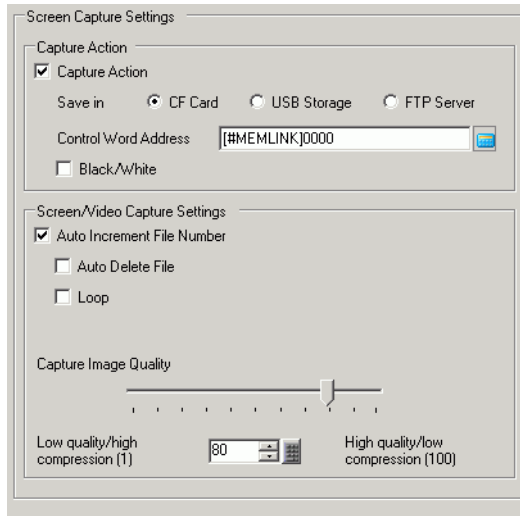 Screen Capture Settings
Capture Action
Capture Action
Save in CF Card USB Storage FTP Server
Control Word Address [#MEMLINK]0000
Black/White
Screen/Video Capture Settings
Auto Increment File Number
Auto Delete File
Loop
Capture Image Quality
Low quality/high 80 High quality/low
compression (1) compression (100)